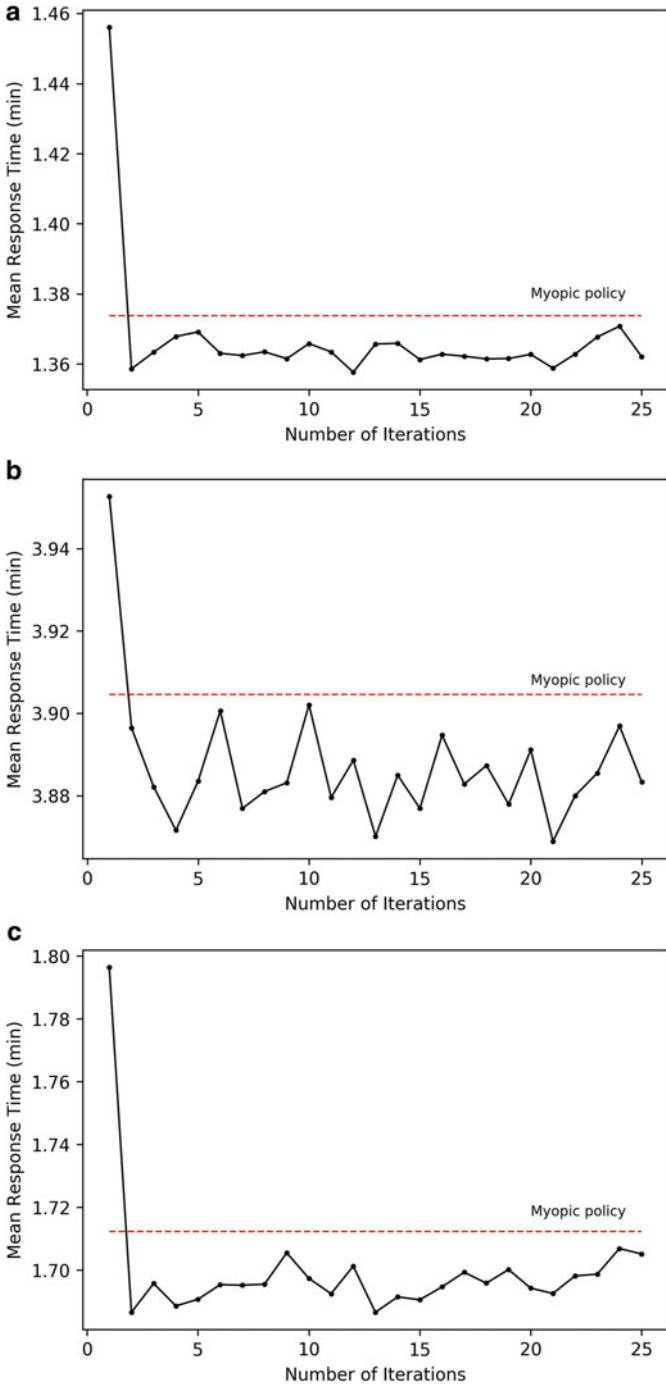 a
Mean Response Time (min)
1.46
1.44
1.42
1.40
1.38
1.36
Myopic policy
0 5 10 15 20 25
Number of Iterations
b
Mean Response Time (min)
3.94
3.92
3.90
3.88
Myopic policy
0 5 10 15 20 25
Number of Iterations
c
Mean Response Time (min)
1.80
1.78
1.76
1.74
1.72
1.70
Myopic policy
0 5 10 15 20 25
Number of Iterations